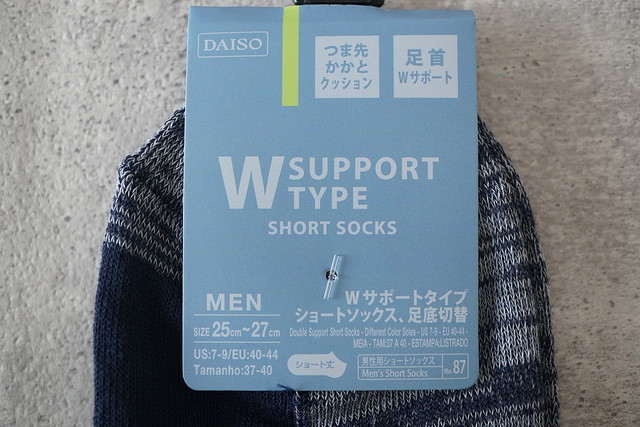 DAISO
つま先
かかと
クッション
足首
Wサポート
W SUPPORT
TYPE
SHORT SOCKS
MEN
SIZE 25cm~27cm
US:7-9/EU:40-44
Tamanho:37-40
Wサポートタイプ
ショートソックス、足底切替
Double Support Short Socks - Different Color Soles - US 7-9 - EU 40-44 -
MEIA - TAM:37 A 40 - ESTAMPA:LISTRADO
ショート丈
男性用ショートソックス
Men's Short Socks
No. 87